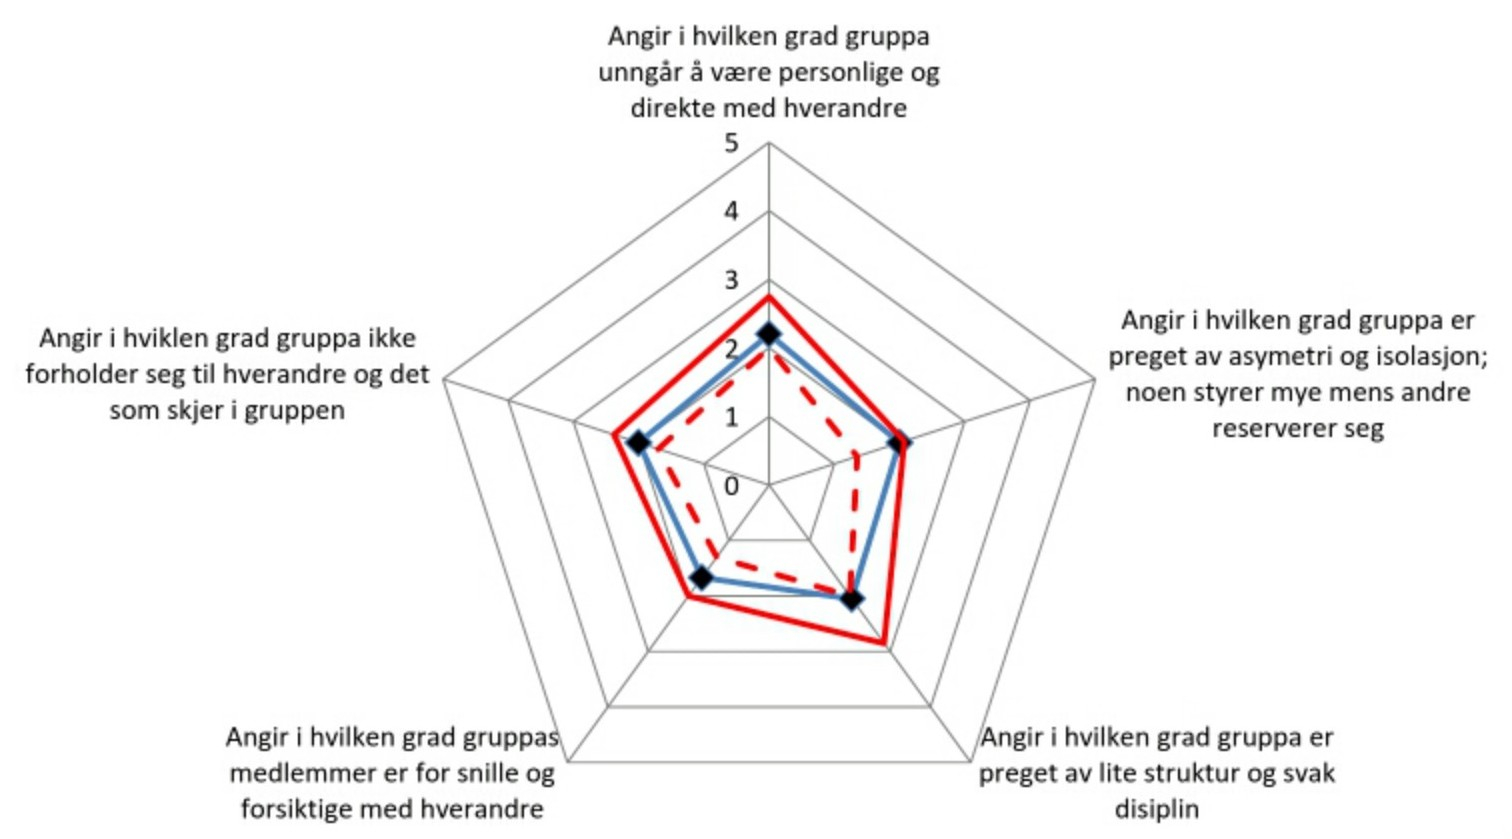 Angir i hvilken grad gruppa
unngår å være personlige og
direkte med hverandre
5
4
3
2
1
0
Angir i hvilken grad gruppa er
preget av asymetri og isolasjon;
noen styrer mye mens andre
reserverer seg
Angir i hviklen grad gruppa ikke
forholder seg til hverandre og det
som skjer i gruppen
Angir i hvilken grad gruppas
medlemmer er for snille og
forsiktige med hverandre
Angir i hvilken grad gruppa er
preget av lite struktur og svak
disiplin